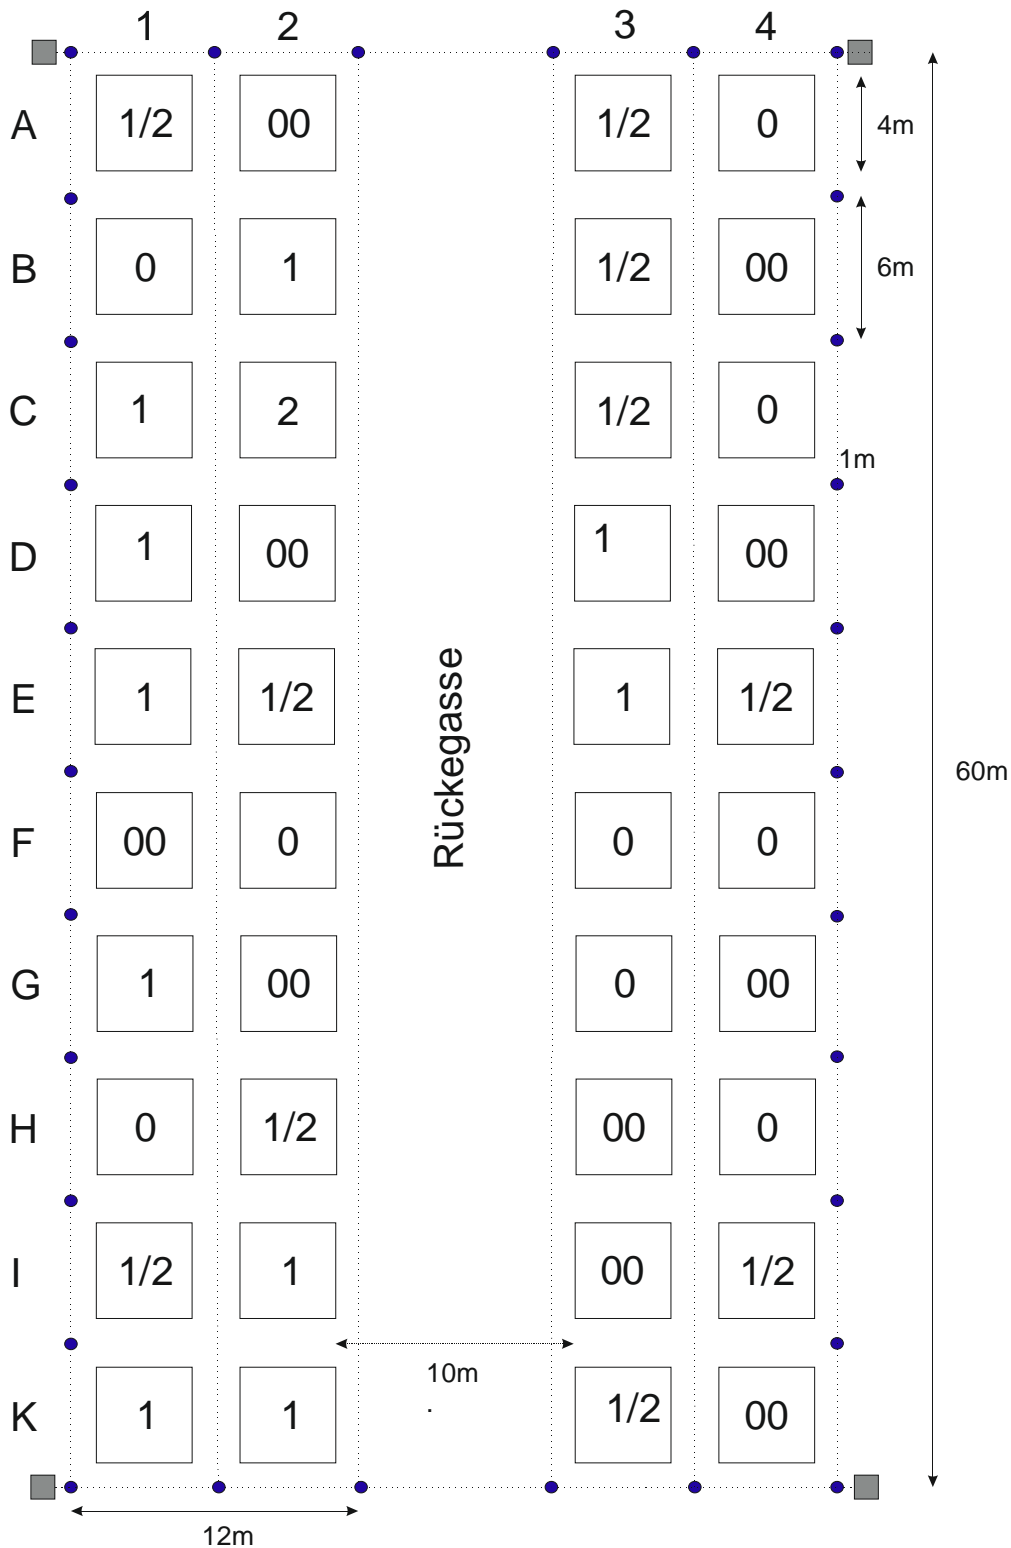 1 2 3 4
A 1/2 00 1/2 0 4m
B 0 1 1/2 00 6m
C 1 2 1/2 0
1m
D 1 00 1 00
E 1 1/2 1 1/2
Rückegasse
60m
F 00 0 0 0
G 1 00 0 00
H 0 1/2 00 0
I 1/2 1 00 1/2
10m
.
K 1 1 1/2 00
12m